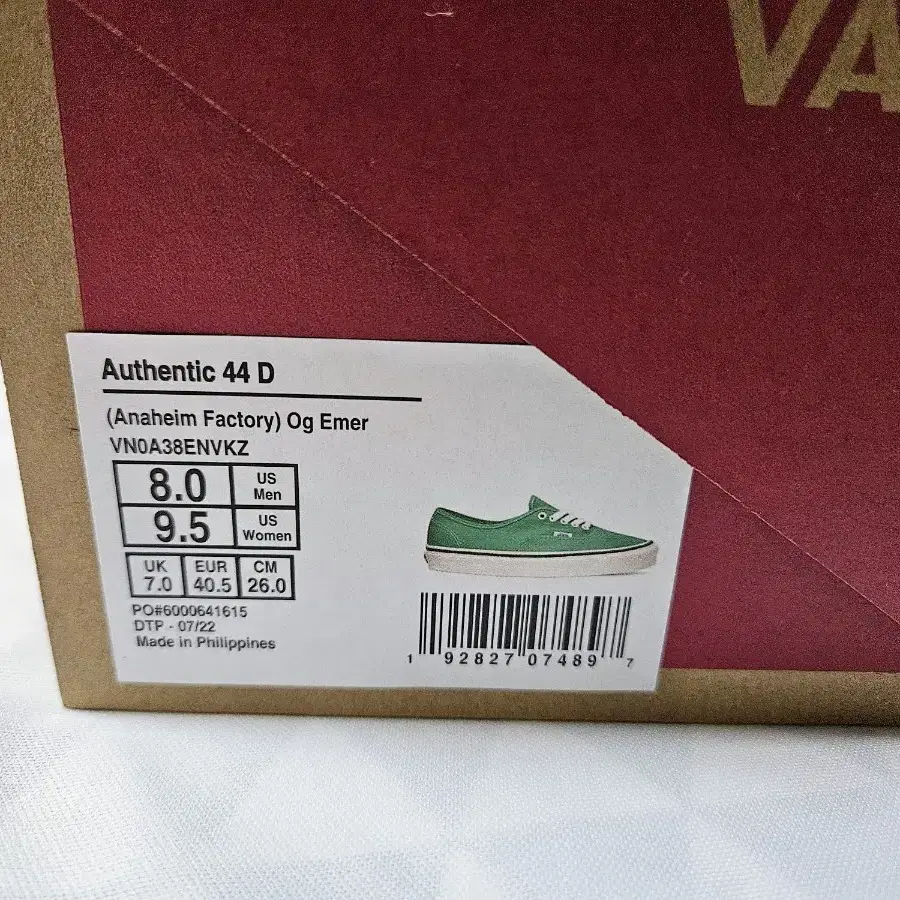 VA
Authentic 44 D
(Anaheim Factory) Og Emer
VN0A38ENVKZ
8.0 US Men
9.5 US Women
UK EUR CM
7.0 40.5 26.0
PO#6000641615
DTP - 07/22
Made in Philippines
1 92827 07489 7